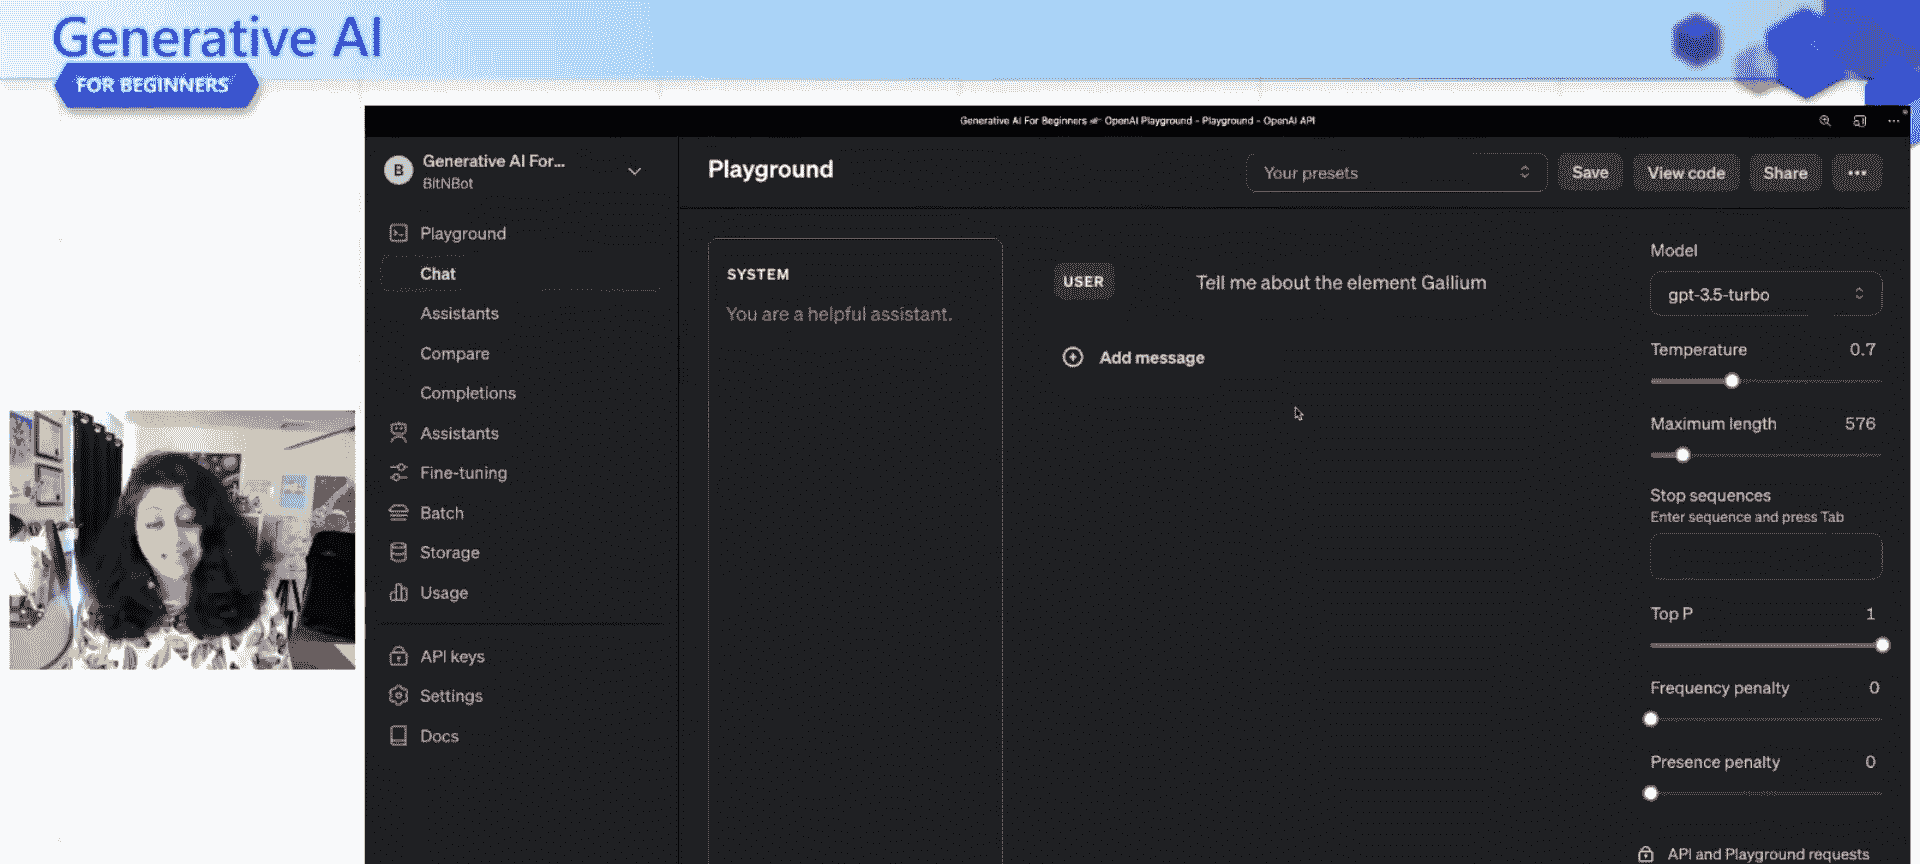 Generative AI
FOR BEGINNERS
Generative AI For Beginners OpenAI Playground - Playground - OpenAI API
B
Generative AI For...
BitNBot
Playground
Chat
Assistants
Compare
Completions
Assistants
Fine-tuning
Batch
Storage
Usage
API keys
Settings
Docs
Playground
Your presets
Save
View code
Share
SYSTEM
You are a helpful assistant.
USER
Tell me about the element Gallium
Add message
Model
gpt-3.5-turbo
Temperature 0.7
Maximum length 576
Stop sequences
Enter sequence and press Tab
Top P 1
Frequency penalty 0
Presence penalty 0
API and Playground requests